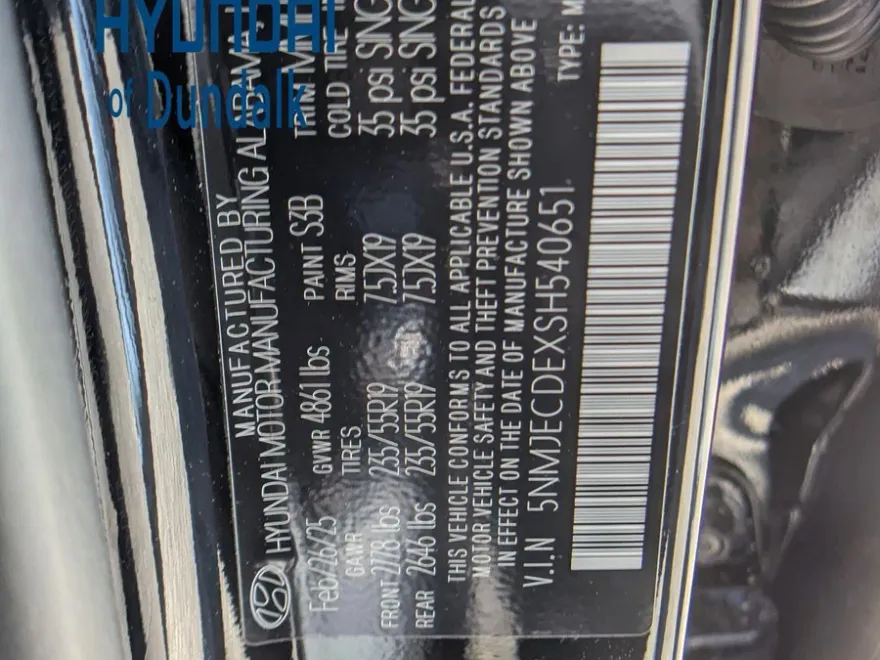 HYUNDAI
of Dundalk
MANUFACTURED BY
HYUNDAI MOTOR MANUFACTURING ALABAMA
Feb/26/25 GVWR 4861 lbs PAINT S3B TRIM
GAWR TIRES RIMS COLD TIRE
FRONT 2778 lbs 235/55R19 7.5JX19 35 psi SING
REAR 2646 lbs 235/55R19 7.5JX19 35 psi SING
THIS VEHICLE CONFORMS TO ALL APPLICABLE U.S.A. FEDERAL
MOTOR VEHICLE SAFETY AND THEFT PREVENTION STANDARDS
IN EFFECT ON THE DATE OF MANUFACTURE SHOWN ABOVE
V.I.N 5NMJECDEXSH540651 TYPE: M